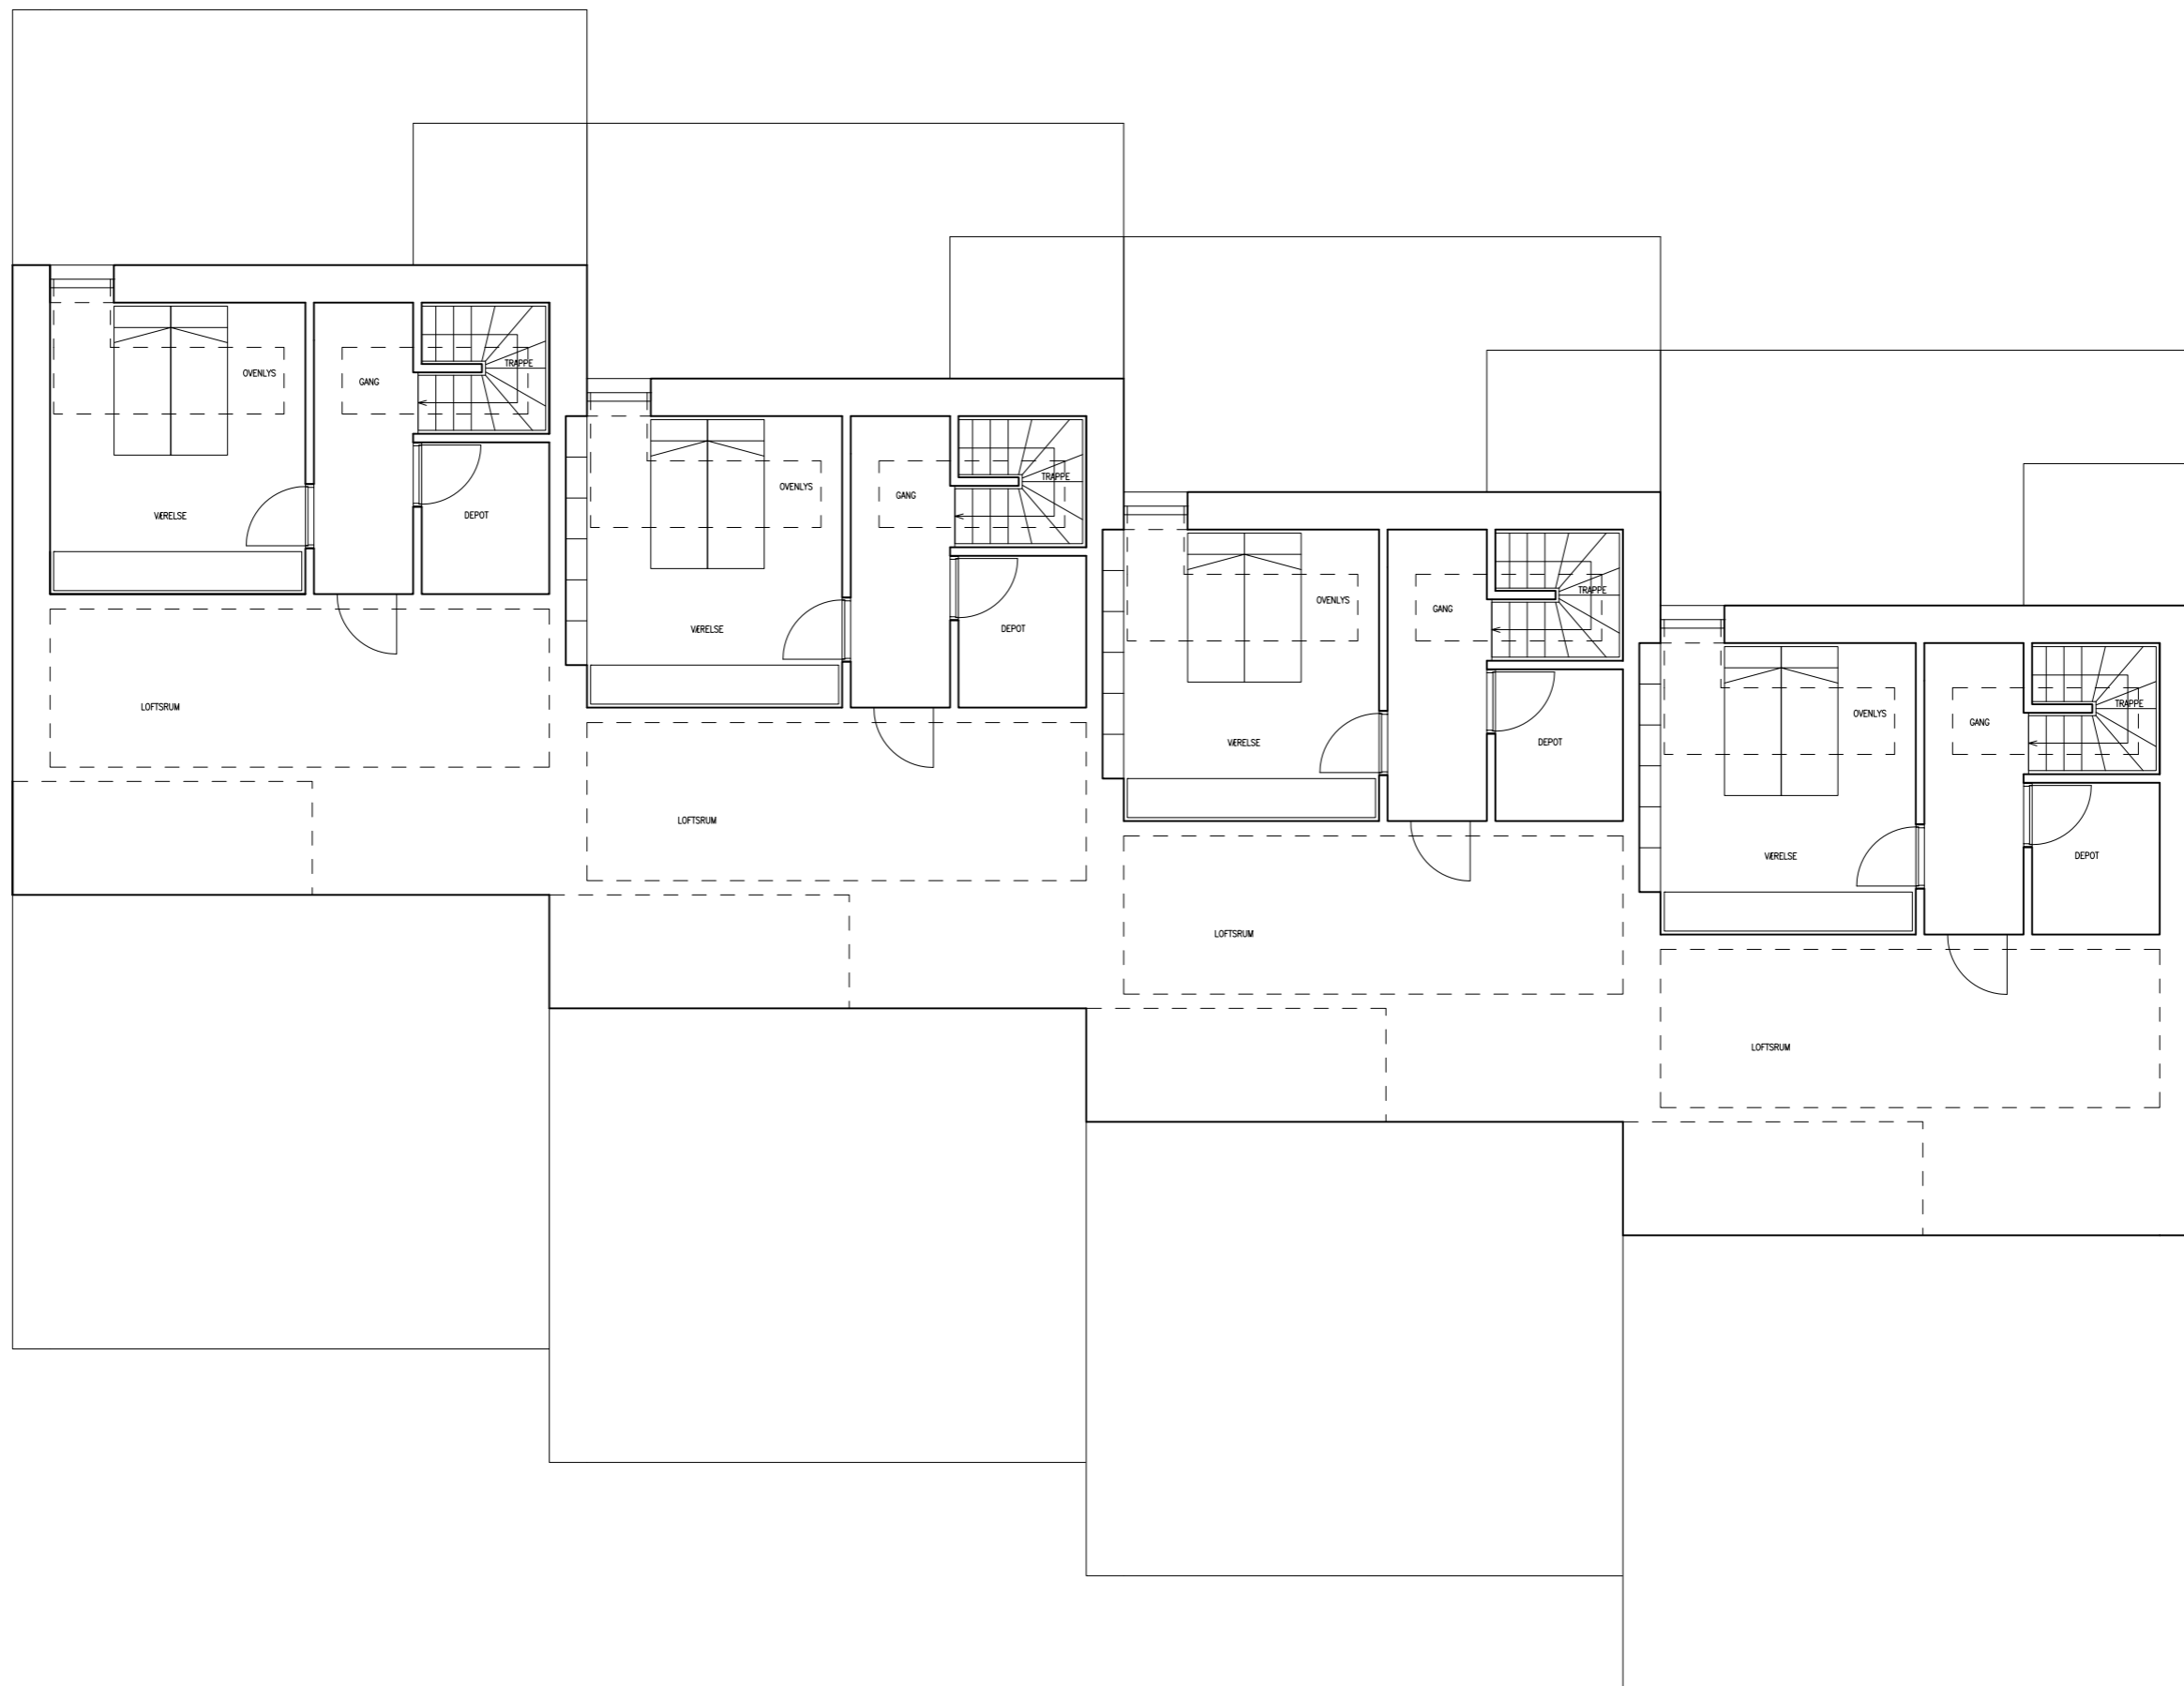 TRAPPE
OVENLYS
GANG
VÆRELSE
DEPOT
LOFTSRUM
TRAPPE
OVENLYS
GANG
VÆRELSE
DEPOT
LOFTSRUM
TRAPPE
OVENLYS
GANG
VÆRELSE
DEPOT
LOFTSRUM
TRAPPE
OVENLYS
GANG
VÆRELSE
DEPOT
LOFTSRUM